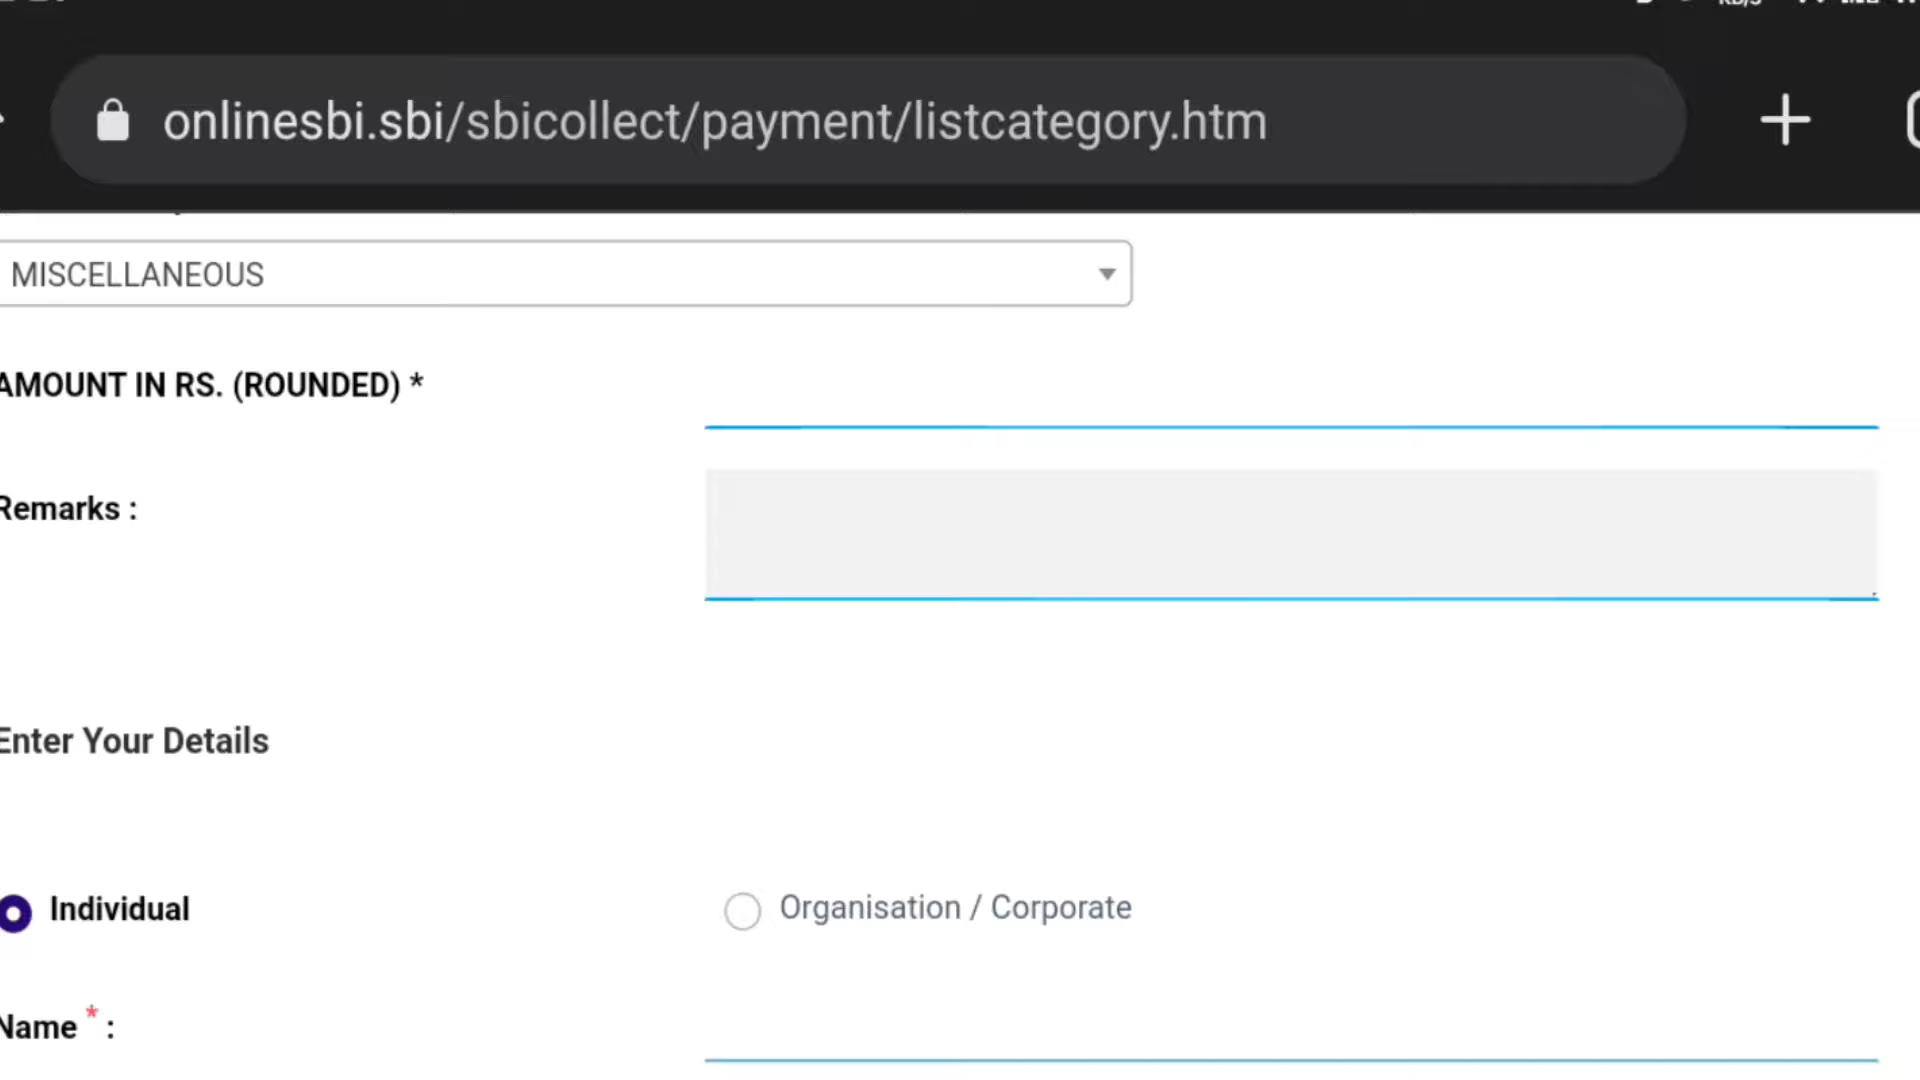 onlinesbi.sbi/sbicollect/payment/listcategory.htm
MISCELLANEOUS
AMOUNT IN RS. (ROUNDED) *
Remarks :
Enter Your Details
Individual
Organisation / Corporate
Name * :